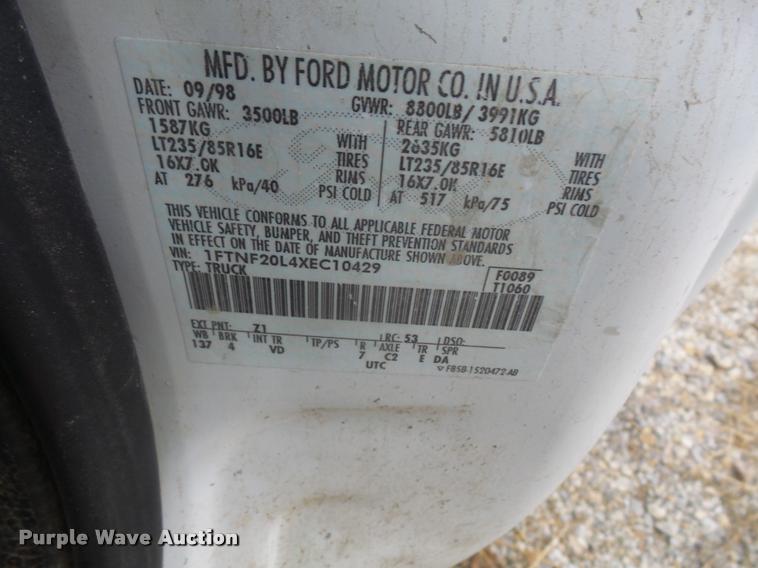 MFD. BY FORD MOTOR CO. IN U.S.A.
DATE: 09/98 GVWR: 8800LB/ 3991KG
FRONT GAWR: 3500LB REAR GAWR: 5810LB
1587KG WITH 2635KG WITH
LT235/85R16E TIRES LT235/85R16E TIRES
16X7.0K RIMS 16X7.0K RIMS
AT 276 kPa/40 PSI COLD AT 517 kPa/75 PSI COLD
THIS VEHICLE CONFORMS TO ALL APPLICABLE FEDERAL MOTOR
VEHICLE SAFETY, BUMPER, AND THEFT PREVENTION STANDARDS
IN EFFECT ON THE DATE OF MANUFACTURE SHOWN ABOVE.
VIN: 1FTNF20L4XEC10429 F0089
TYPE: TRUCK T1060
EXT PNT: Z1 RC: 53 DSO:
WB BRK INT TR TP/PS R AXLE TR SPR
137 4 VD 7 C2 E DA
UTC F85B-1520472-AB
Purple Wave Auction